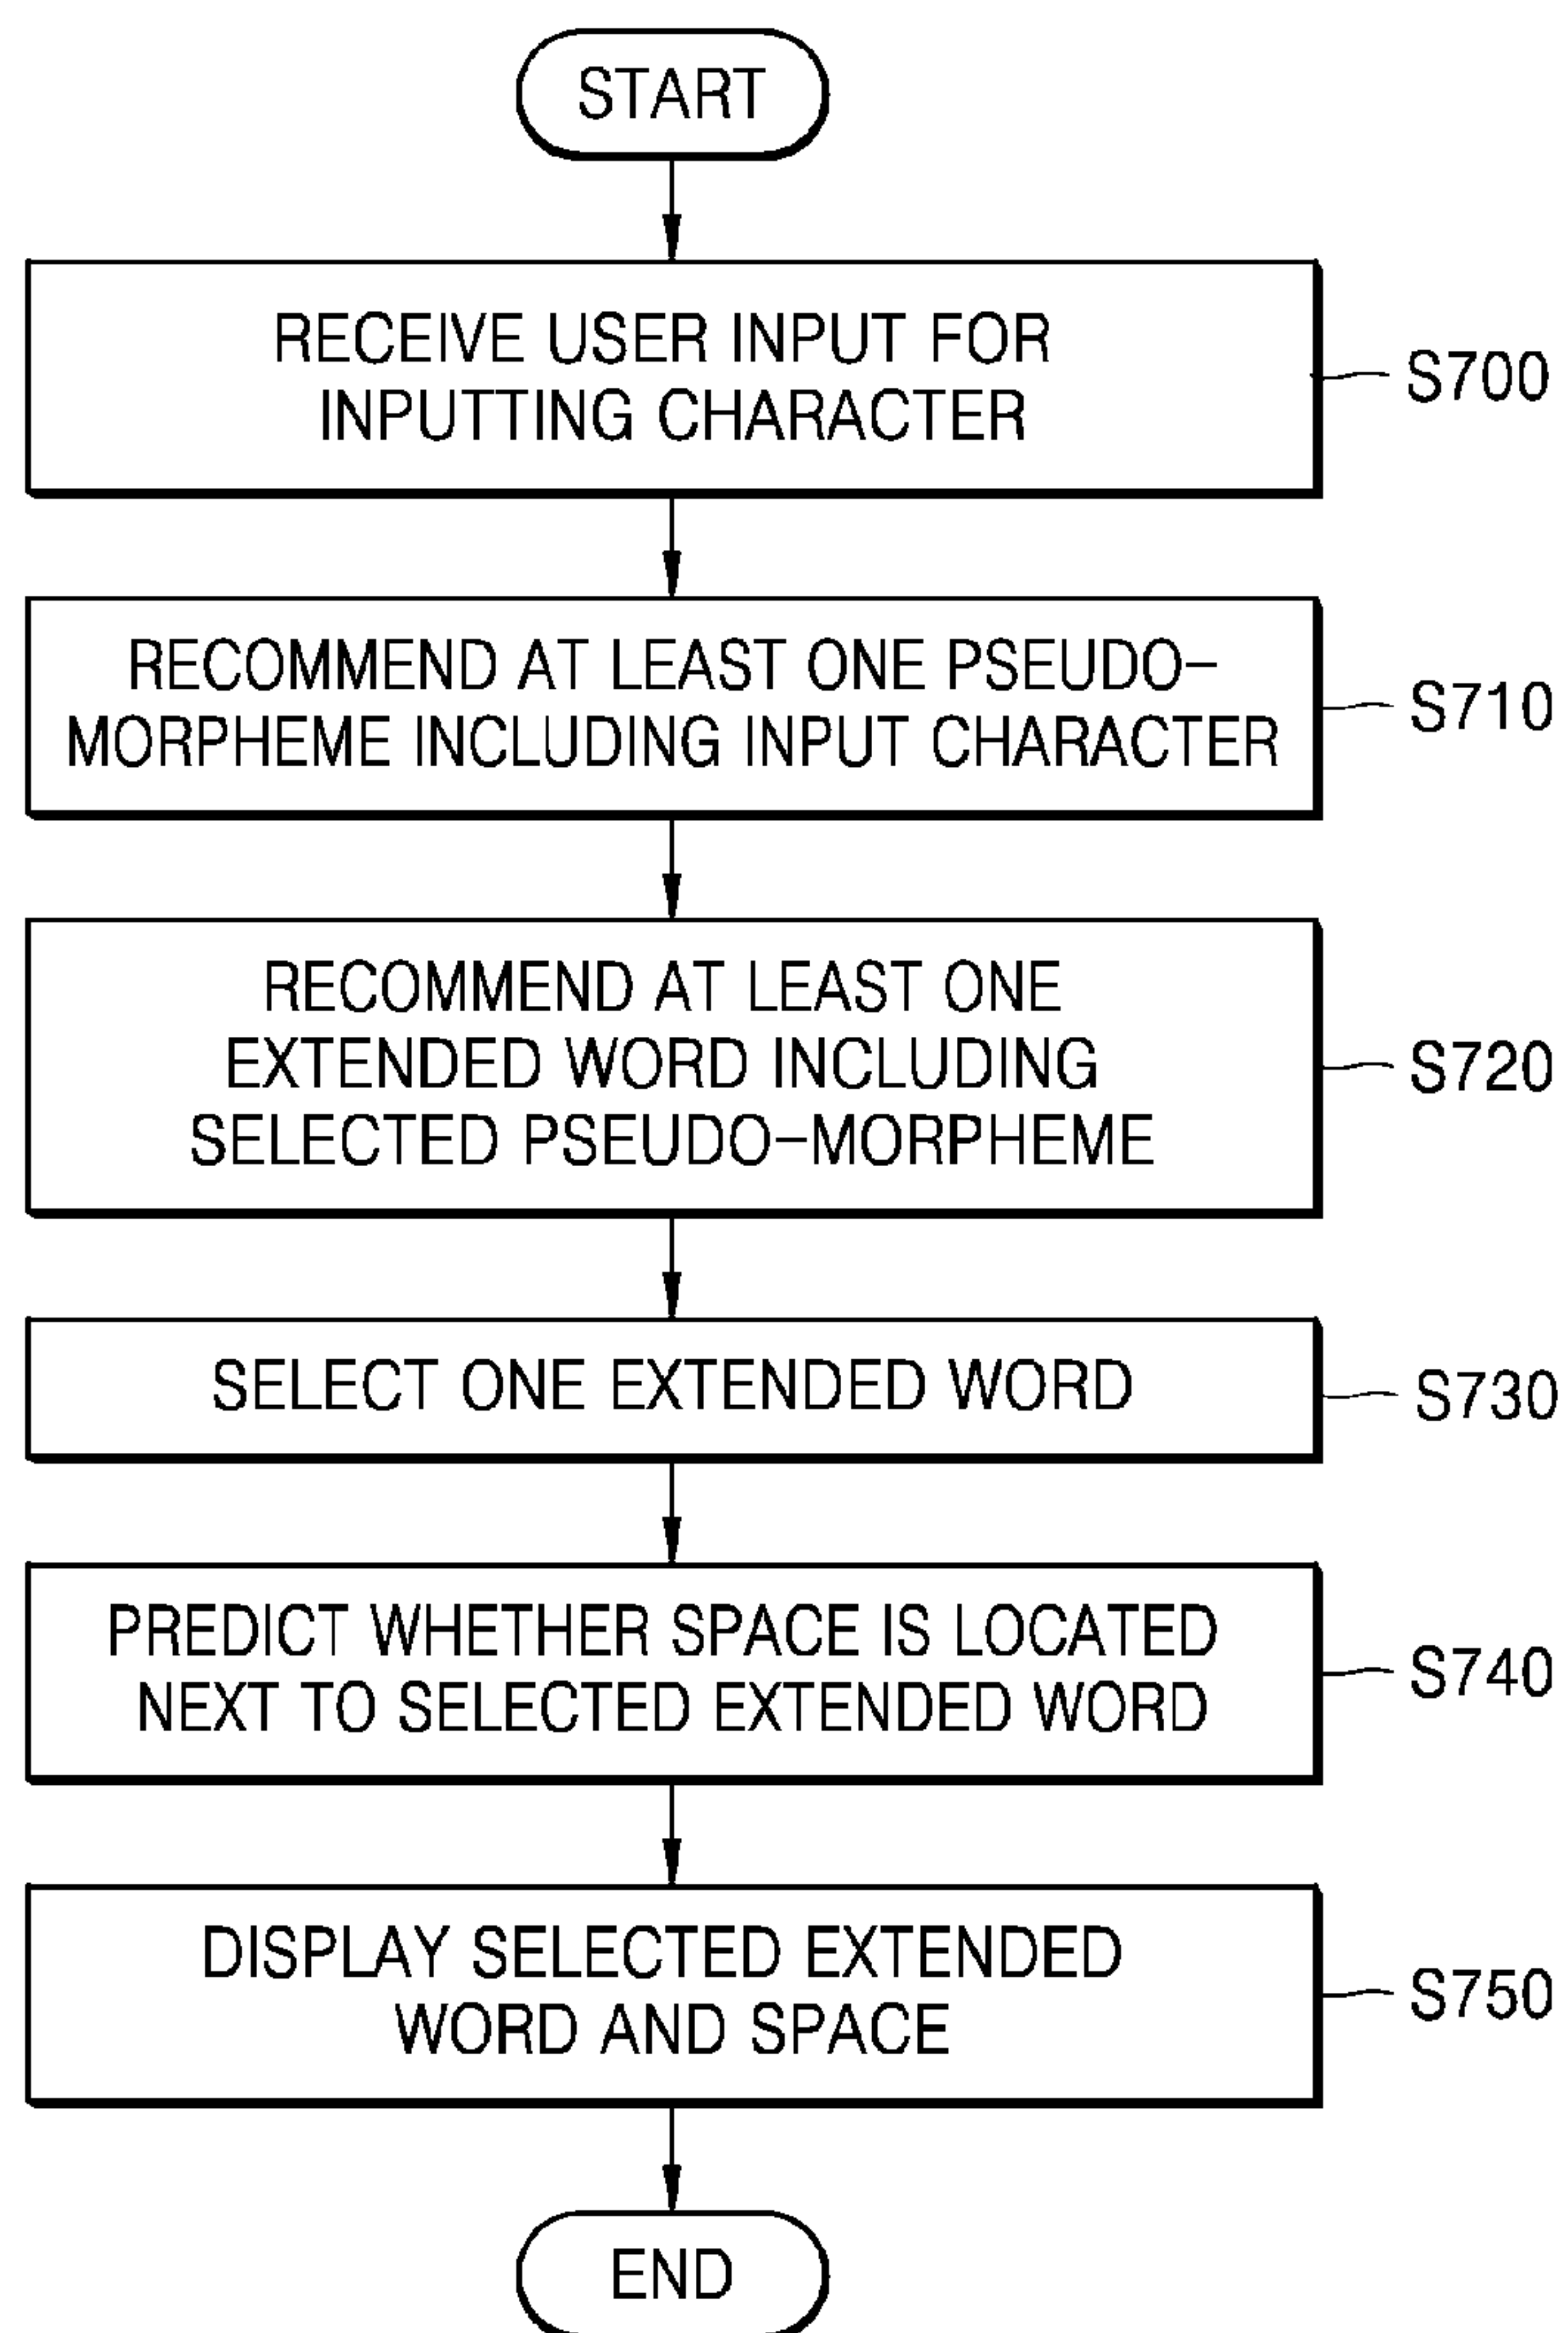 START
RECEIVE USER INPUT FOR
INPUTTING CHARACTER
S700
RECOMMEND AT LEAST ONE PSEUDO-
MORPHEME INCLUDING INPUT CHARACTER
S710
RECOMMEND AT LEAST ONE
EXTENDED WORD INCLUDING
SELECTED PSEUDO-MORPHEME
S720
SELECT ONE EXTENDED WORD
S730
PREDICT WHETHER SPACE IS LOCATED
NEXT TO SELECTED EXTENDED WORD
S740
DISPLAY SELECTED EXTENDED
WORD AND SPACE
S750
END